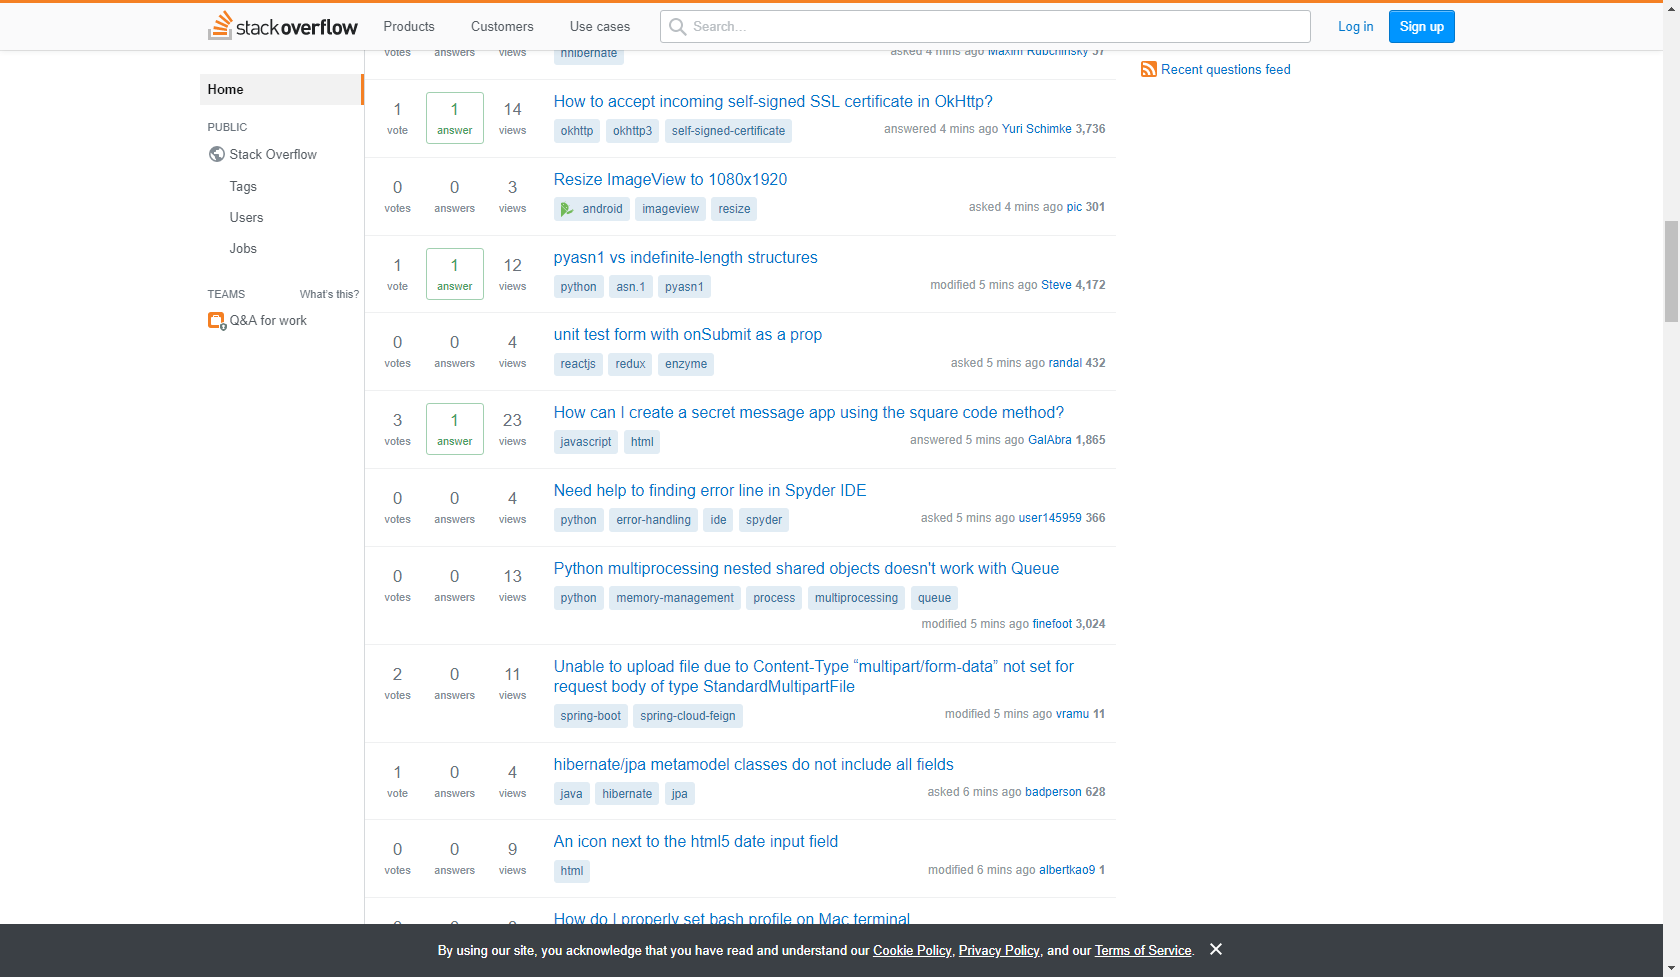 stackoverflow Products Customers Use cases Search... Log in Sign up
votes answers views nhibernate asked 4 mins ago Maxim Rubchinsky 57
Recent questions feed
Home
PUBLIC
Stack Overflow
Tags
Users
Jobs
TEAMS What's this?
Q&A for work
1 vote 1 answer 14 views
How to accept incoming self-signed SSL certificate in OkHttp?
okhttp okhttp3 self-signed-certificate
answered 4 mins ago Yuri Schimke 3,736
0 votes 0 answers 3 views
Resize ImageView to 1080x1920
android imageview resize
asked 4 mins ago pic 301
1 vote 1 answer 12 views
pyasn1 vs indefinite-length structures
python asn.1 pyasn1
modified 5 mins ago Steve 4,172
0 votes 0 answers 4 views
unit test form with onSubmit as a prop
reactjs redux enzyme
asked 5 mins ago randal 432
3 votes 1 answer 23 views
How can I create a secret message app using the square code method?
javascript html
answered 5 mins ago GalAbra 1,865
0 votes 0 answers 4 views
Need help to finding error line in Spyder IDE
python error-handling ide spyder
asked 5 mins ago user145959 366
0 votes 0 answers 13 views
Python multiprocessing nested shared objects doesn't work with Queue
python memory-management process multiprocessing queue
modified 5 mins ago finefoot 3,024
2 votes 0 answers 11 views
Unable to upload file due to Content-Type “multipart/form-data” not set for
request body of type StandardMultipartFile
spring-boot spring-cloud-feign
modified 5 mins ago vramu 11
1 vote 0 answers 4 views
hibernate/jpa metamodel classes do not include all fields
java hibernate jpa
asked 6 mins ago badperson 628
0 votes 0 answers 9 views
An icon next to the html5 date input field
html
modified 6 mins ago albertkao9 1
How do I properly set bash profile on Mac terminal
By using our site, you acknowledge that you have read and understand our Cookie Policy, Privacy Policy, and our Terms of Service.